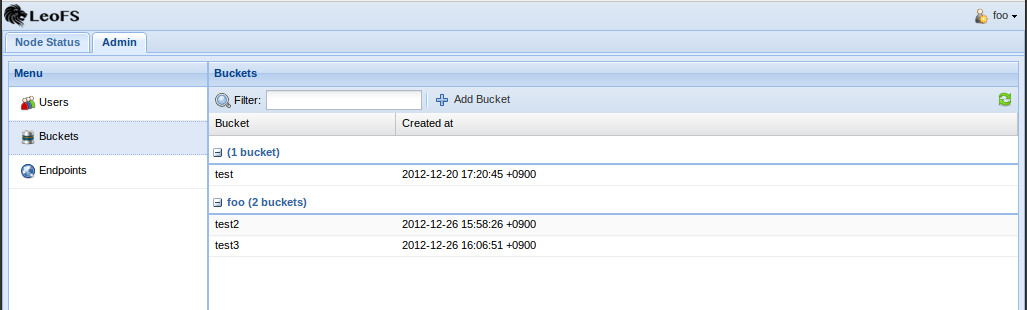 LeoFS
foo
Node Status Admin
Menu
Users
Buckets
Endpoints
Buckets
Filter: Add Bucket
Bucket Created at
(1 bucket)
test 2012-12-20 17:20:45 +0900
foo (2 buckets)
test2 2012-12-26 15:58:26 +0900
test3 2012-12-26 16:06:51 +0900